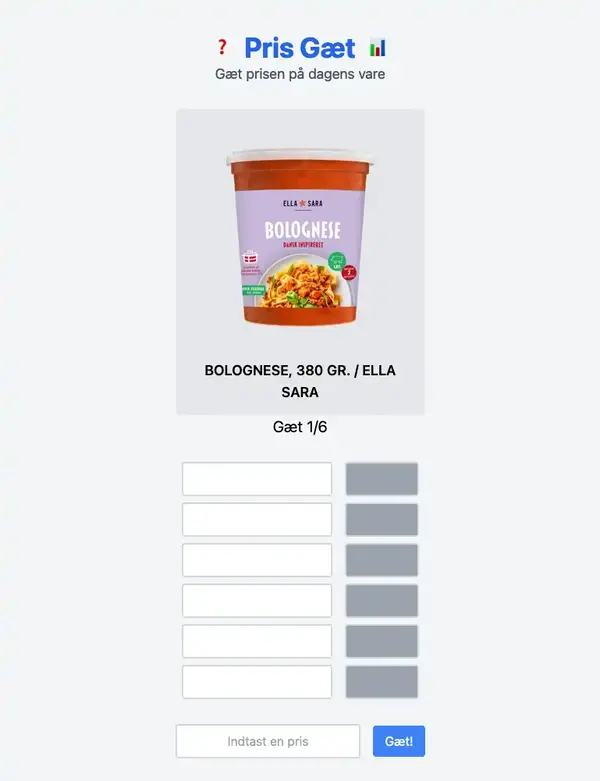 Pris Gæt
Gæt prisen på dagens vare
ELLA SARA
BOLOGNESE
DANSK INSPIRERET
BOLOGNESE, 380 GR. / ELLA
SARA
Gæt 1/6
Indtast en pris
Gæt!